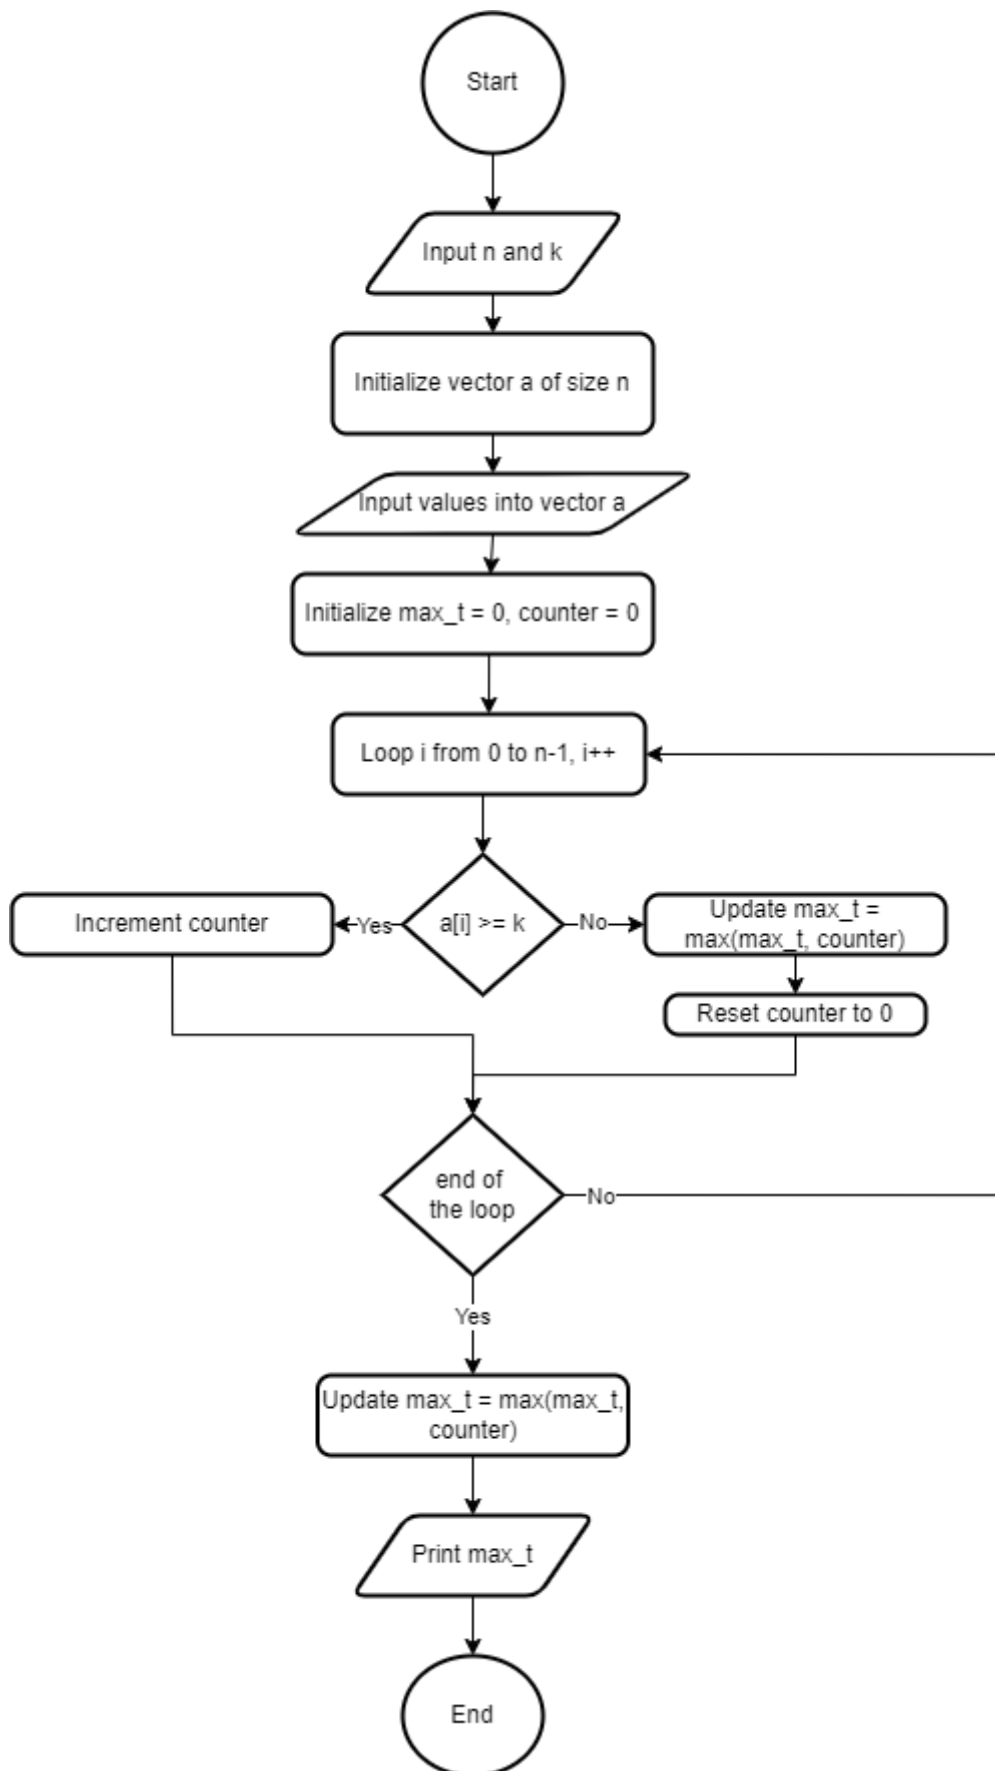 Start
Input n and k
Initialize vector a of size n
Input values into vector a
Initialize max_t = 0, counter = 0
Loop i from 0 to n-1, i++
Increment counter
Yes
a[i] >= k
No
Update max_t =
max(max_t, counter)
Reset counter to 0
end of
the loop
No
Yes
Update max_t = max(max_t,
counter)
Print max_t
End